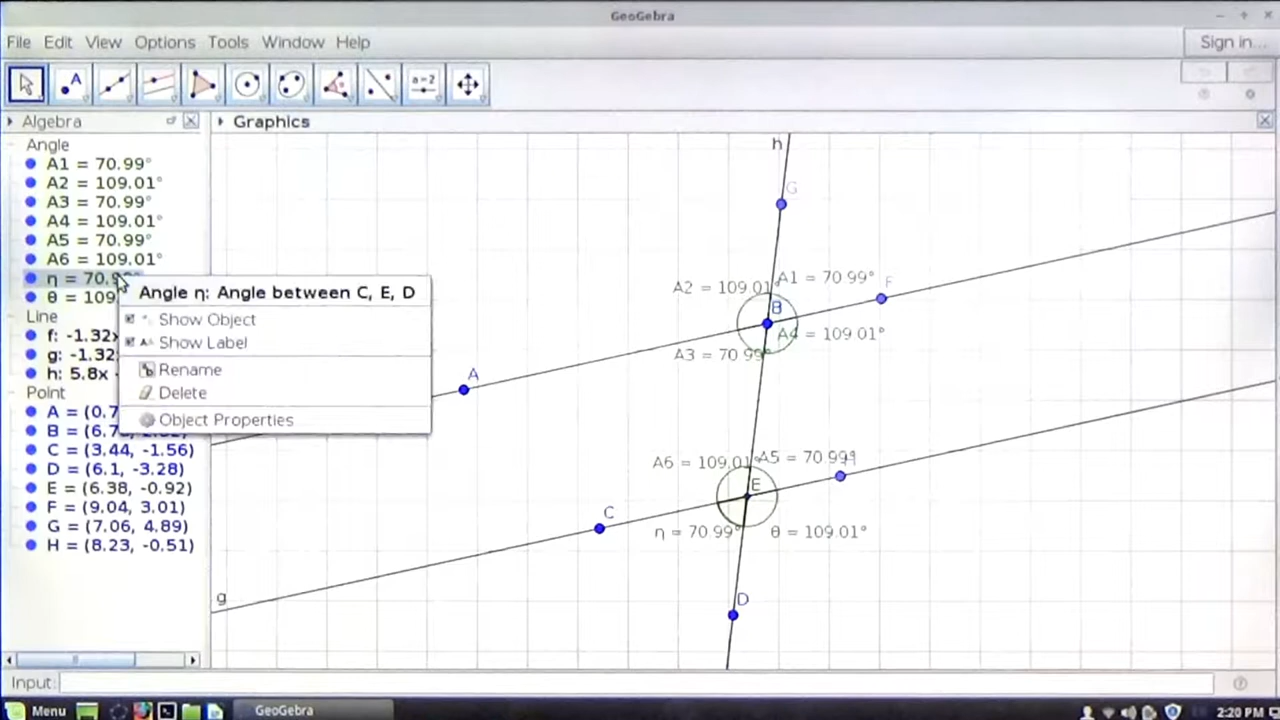 GeoGebra
File Edit View Options Tools Window Help
Sign in...
A
a=2
Algebra
Graphics
Angle
A1 = 70.99°
A2 = 109.01°
A3 = 70.99°
A4 = 109.01°
A5 = 70.99°
A6 = 109.01°
η = 70.9
θ = 109
Angle η: Angle between C, E, D
Show Object
Show Label
Rename
Delete
Object Properties
Line
f: -1.32x
g: -1.32
h: 5.8x
Point
A = (0.7
B = (6.7
C = (3.44, -1.56)
D = (6.1, -3.28)
E = (6.38, -0.92)
F = (9.04, 3.01)
G = (7.06, 4.89)
H = (8.23, -0.51)
h
G
A2 = 109.01°
A1 = 70.99°
F
B
A4 = 109.01°
A3 = 70.99°
A
A6 = 109.01°
A5 = 70.99°
H
E
C
η = 70.99°
θ = 109.01°
g
D
Input:
Menu
GeoGebra
2:20 PM